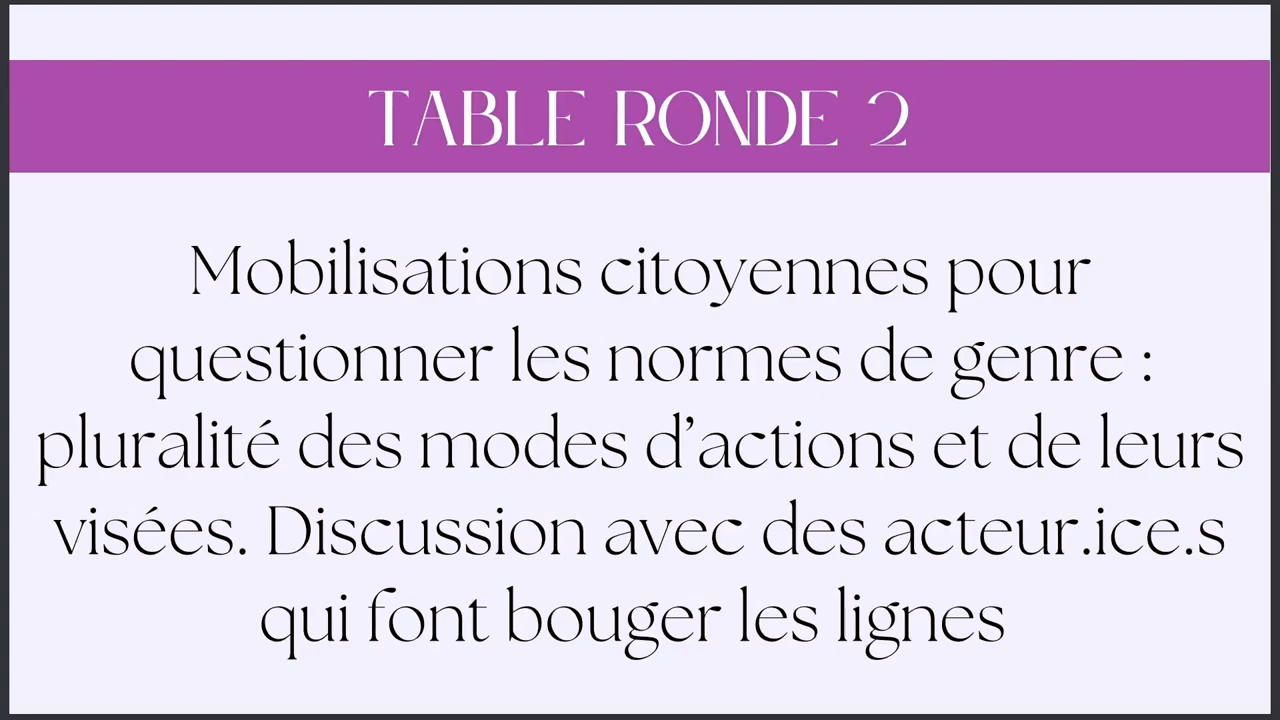 TABLE RONDE 2
Mobilisations citoyennes pour
questionner les normes de genre :
pluralité des modes d’actions et de leurs
visées. Discussion avec des acteur.ice.s
qui font bouger les lignes